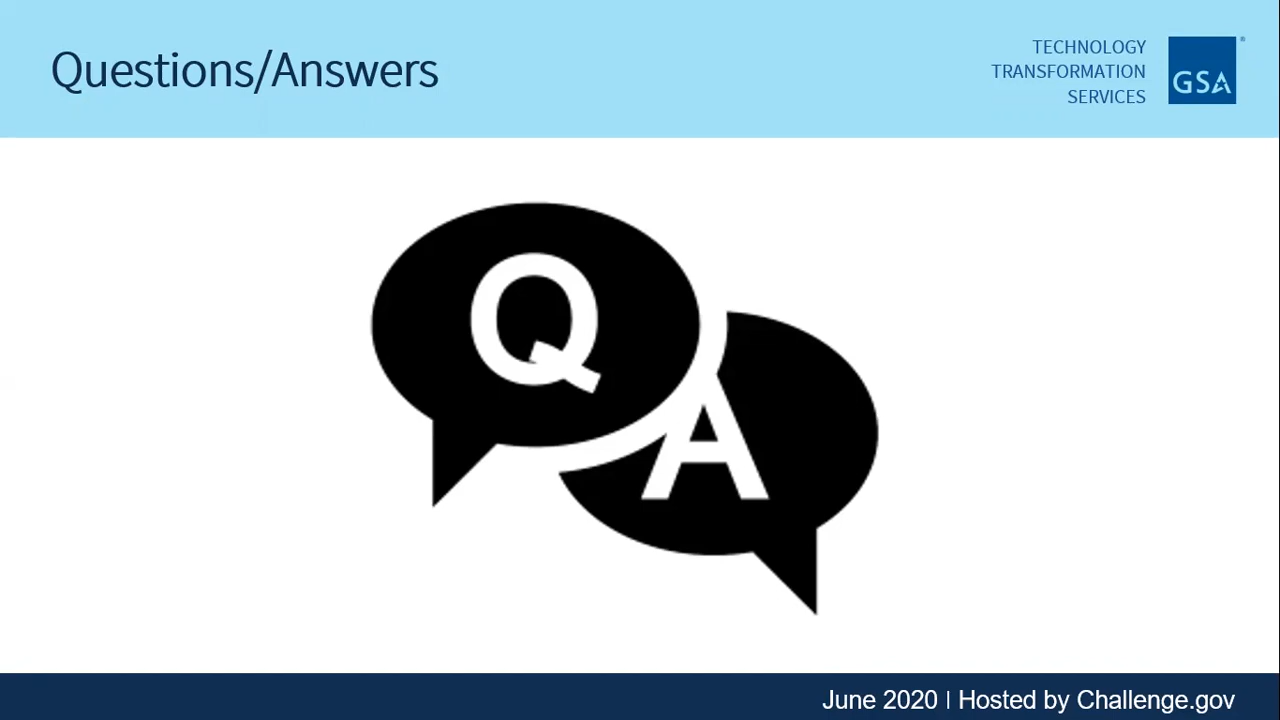 Questions/Answers
TECHNOLOGY
TRANSFORMATION
SERVICES
GSA
®
Q
A
June 2020 | Hosted by Challenge.gov